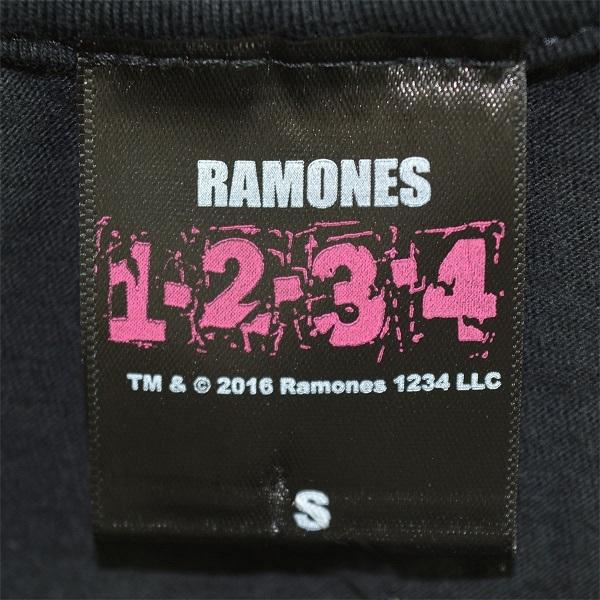 RAMONES
1-2-3-4
TM & © 2016 Ramones 1234 LLC
S